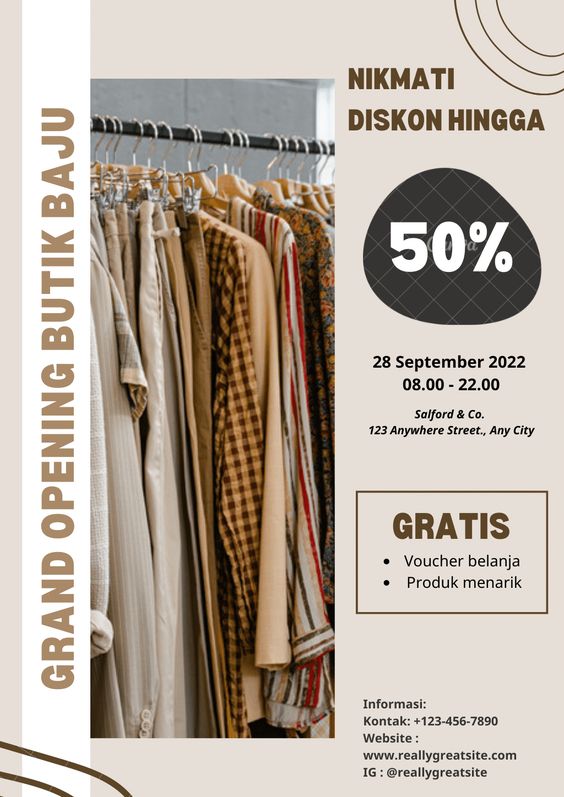 GRAND OPENING BUTIK BAJU
NIKMATI
DISKON HINGGA
50%
28 September 2022
08.00 - 22.00
Salford & Co.
123 Anywhere Street., Any City
GRATIS
• Voucher belanja
• Produk menarik
Informasi:
Kontak: +123-456-7890
Website :
www.reallygreatsite.com
IG : @reallygreatsite